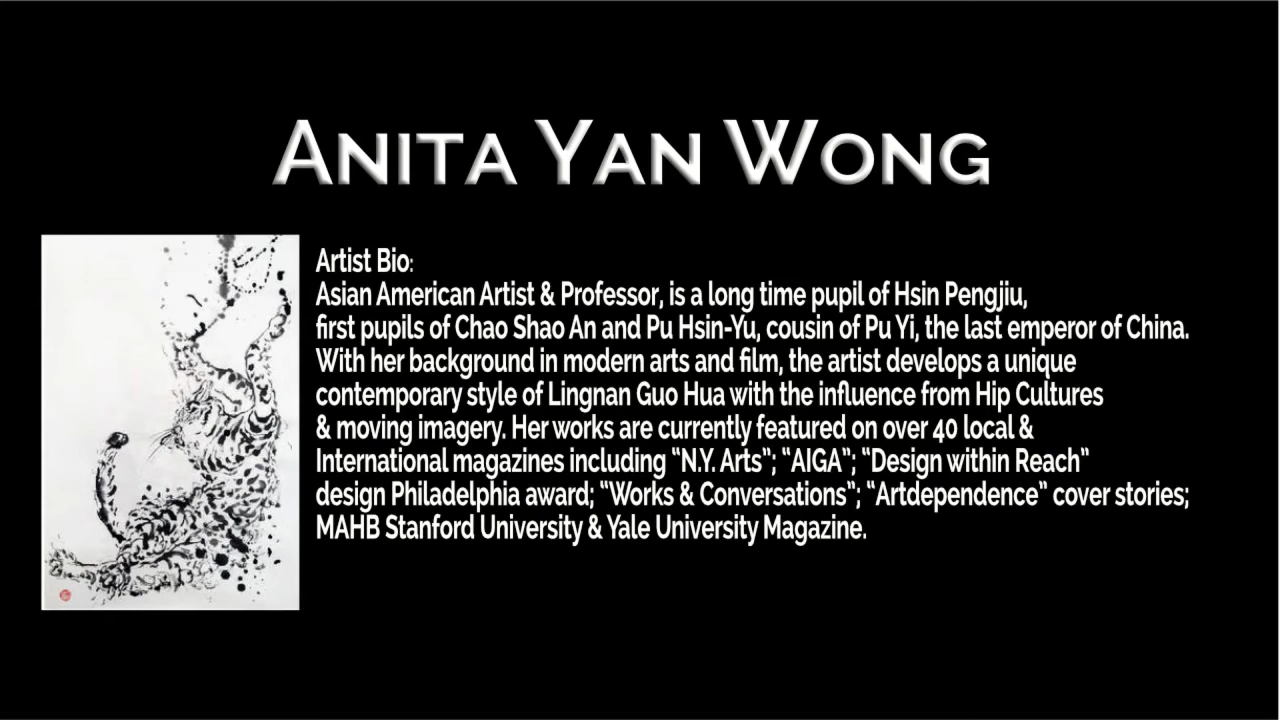 Anita Yan Wong
Artist Bio:
Asian American Artist & Professor, is a long time pupil of Hsin Pengjiu,
first pupils of Chao Shao An and Pu Hsin-Yu, cousin of Pu Yi, the last emperor of China.
With her background in modern arts and film, the artist develops a unique
contemporary style of Lingnan Guo Hua with the influence from Hip Cultures
& moving imagery. Her works are currently featured on over 40 local &
International magazines including “N.Y. Arts”; “AIGA”; “Design within Reach”
design Philadelphia award; “Works & Conversations”; “Artdependence” cover stories;
MAHB Stanford University & Yale University Magazine.